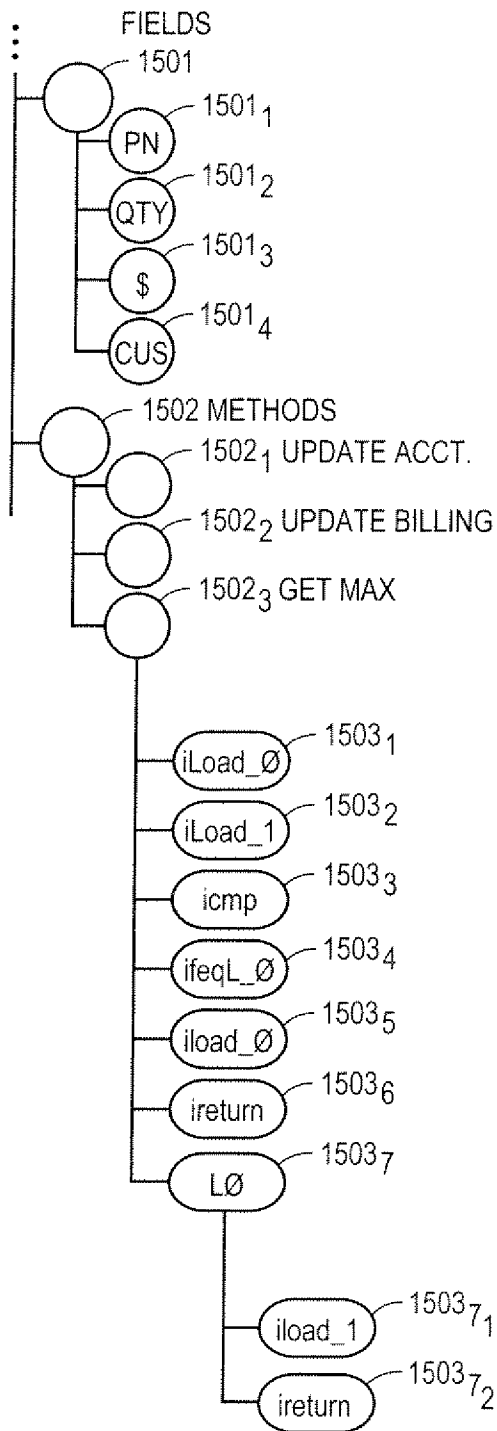 FIELDS
1501
PN 1501₁
QTY 1501₂
$ 1501₃
CUS 1501₄
1502 METHODS
1502₁ UPDATE ACCT.
1502₂ UPDATE BILLING
1502₃ GET MAX
iLoad_Ø 1503₁
iLoad_1 1503₂
icmp 1503₃
ifeqL_Ø 1503₄
iload_Ø 1503₅
ireturn 1503₆
LØ 1503₇
iload_1 1503₇₁
ireturn 1503₇₂